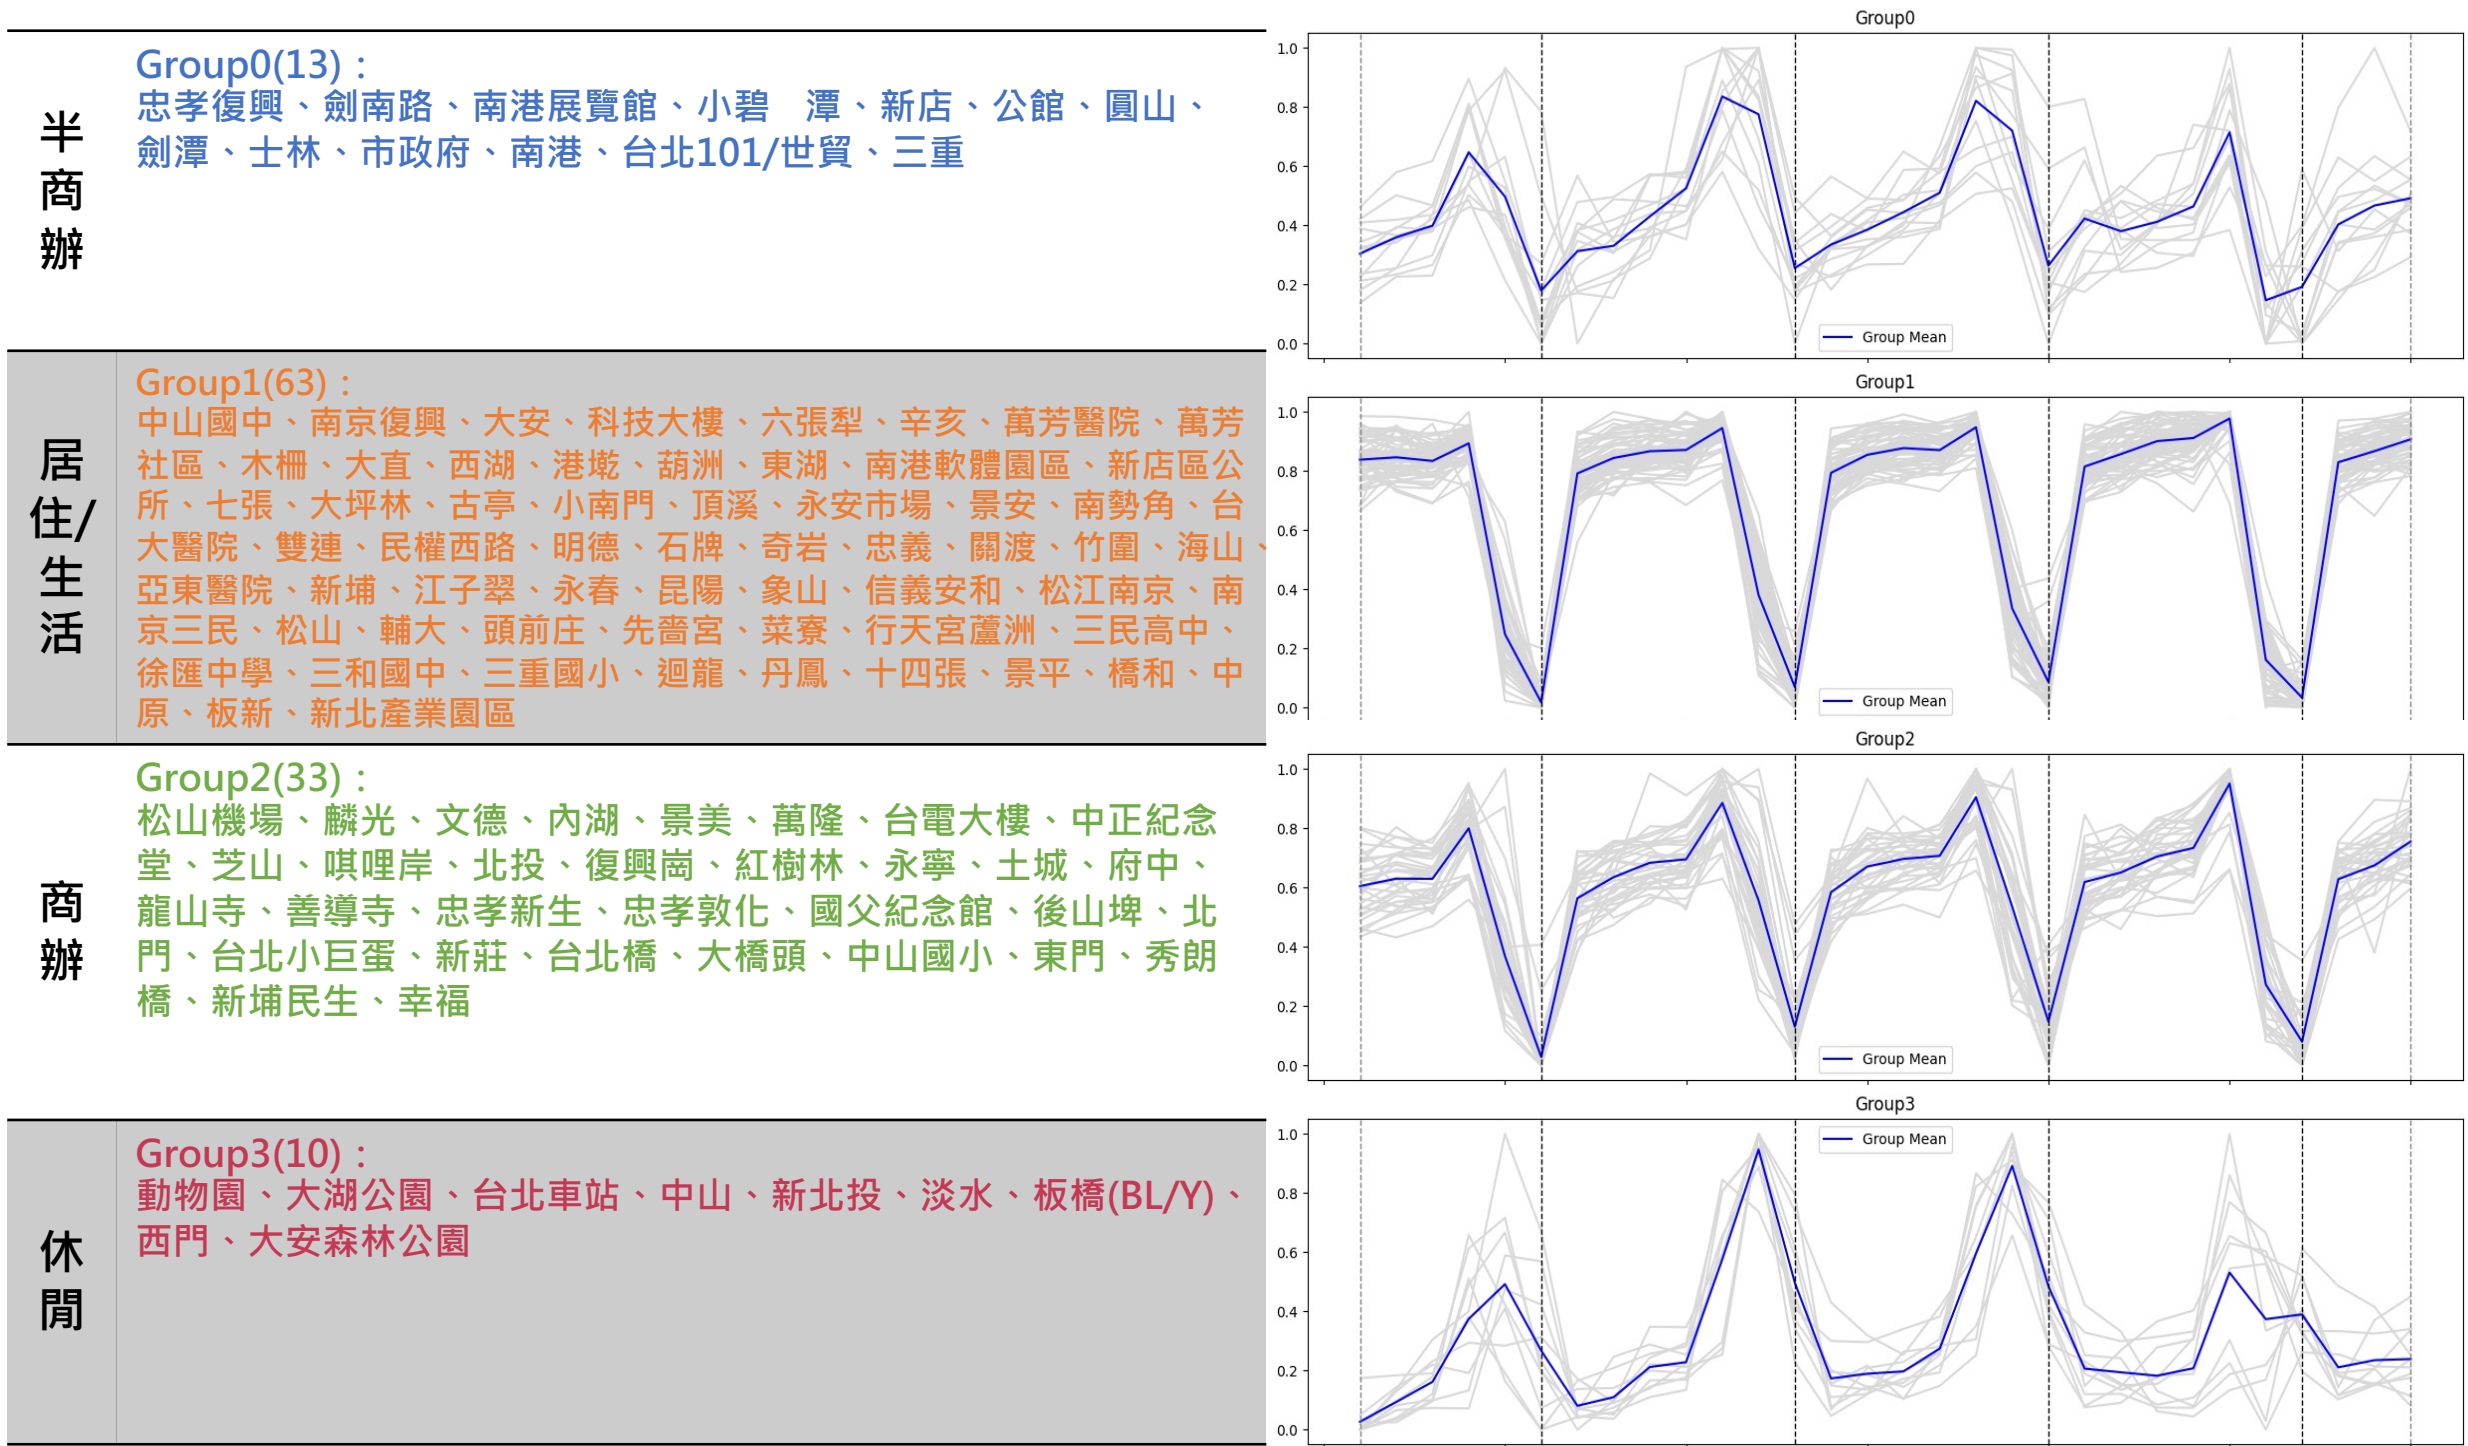 半商辦
Group0(13)：
忠孝復興、劍南路、南港展覽館、小碧　潭、新店、公館、圓山、
劍潭、士林、市政府、南港、台北101/世貿、三重
Group0
1.0
0.8
0.6
0.4
0.2
0.0
Group Mean
居住/生活
Group1(63)：
中山國中、南京復興、大安、科技大樓、六張犁、辛亥、萬芳醫院、萬芳
社區、木柵、大直、西湖、港墘、葫洲、東湖、南港軟體園區、新店區公
所、七張、大坪林、古亭、小南門、頂溪、永安市場、景安、南勢角、台
大醫院、雙連、民權西路、明德、石牌、奇岩、忠義、關渡、竹圍、海山、
亞東醫院、新埔、江子翠、永春、昆陽、象山、信義安和、松江南京、南
京三民、松山、輔大、頭前庄、先嗇宮、菜寮、行天宮蘆洲、三民高中、
徐匯中學、三和國中、三重國小、迴龍、丹鳳、十四張、景平、橋和、中
原、板新、新北產業園區
Group1
1.0
0.8
0.6
0.4
0.2
0.0
Group Mean
商辦
Group2(33)：
松山機場、麟光、文德、內湖、景美、萬隆、台電大樓、中正紀念
堂、芝山、唭哩岸、北投、復興崗、紅樹林、永寧、土城、府中、
龍山寺、善導寺、忠孝新生、忠孝敦化、國父紀念館、後山埤、北
門、台北小巨蛋、新莊、台北橋、大橋頭、中山國小、東門、秀朗
橋、新埔民生、幸福
Group2
1.0
0.8
0.6
0.4
0.2
0.0
Group Mean
休閒
Group3(10)：
動物園、大湖公園、台北車站、中山、新北投、淡水、板橋(BL/Y)、
西門、大安森林公園
Group3
1.0
0.8
0.6
0.4
0.2
0.0
Group Mean